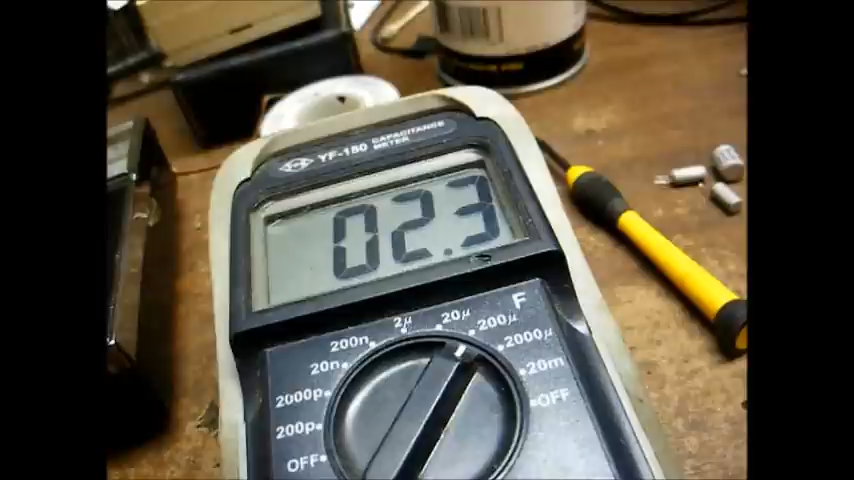 YF-150 CAPACITANCE METER
02.3
F
2µ 20µ
200n 200µ
20n 2000µ
2000p 20m
200p OFF
OFF